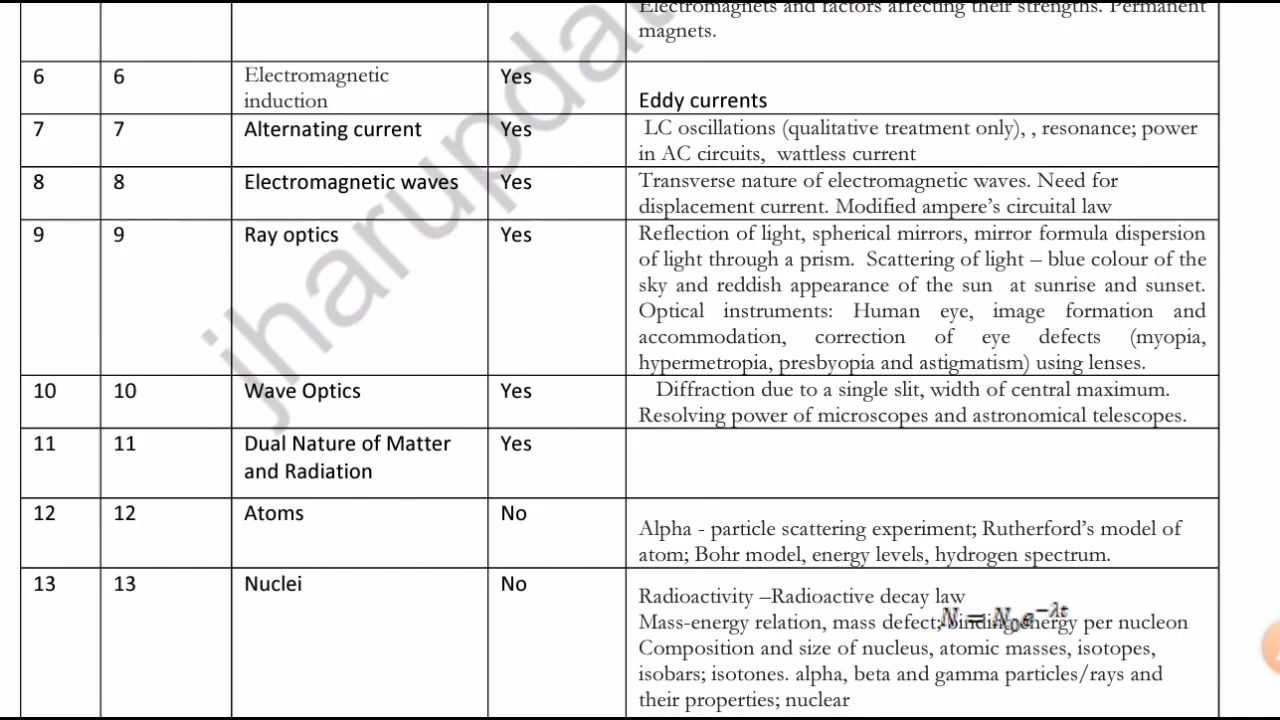 Electromagnets and factors affecting their strengths. Permanent
magnets.
6 6 Electromagnetic induction Yes Eddy currents
7 7 Alternating current Yes LC oscillations (qualitative treatment only), , resonance; power
in AC circuits, wattless current
8 8 Electromagnetic waves Yes Transverse nature of electromagnetic waves. Need for
displacement current. Modified ampere's circuital law
9 9 Ray optics Yes Reflection of light, spherical mirrors, mirror formula dispersion
of light through a prism. Scattering of light – blue colour of the
sky and reddish appearance of the sun at sunrise and sunset.
Optical instruments: Human eye, image formation and
accommodation, correction of eye defects (myopia,
hypermetropia, presbyopia and astigmatism) using lenses.
10 10 Wave Optics Yes Diffraction due to a single slit, width of central maximum.
Resolving power of microscopes and astronomical telescopes.
11 11 Dual Nature of Matter and Radiation Yes
12 12 Atoms No Alpha - particle scattering experiment; Rutherford's model of
atom; Bohr model, energy levels, hydrogen spectrum.
13 13 Nuclei No Radioactivity –Radioactive decay law
N = N₀e^−λt
Mass-energy relation, mass defect; binding energy per nucleon
Composition and size of nucleus, atomic masses, isotopes,
isobars; isotones. alpha, beta and gamma particles/rays and
their properties; nuclear
jharupdat